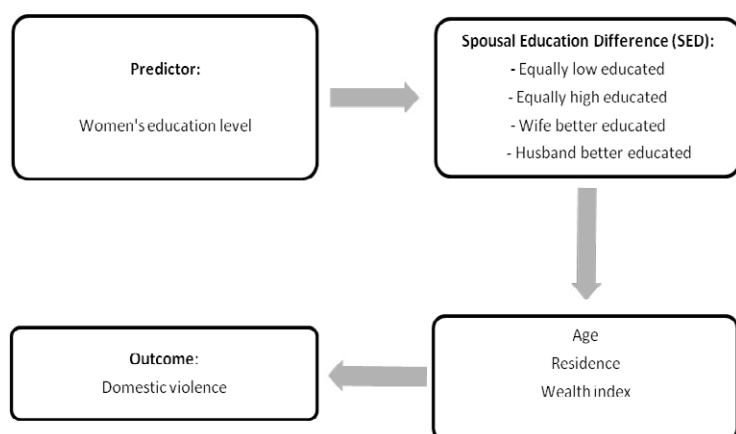 Predictor:
Women's education level
Spousal Education Difference (SED):
- Equally low educated
- Equally high educated
- Wife better educated
- Husband better educated
Age
Residence
Wealth index
Outcome:
Domestic violence